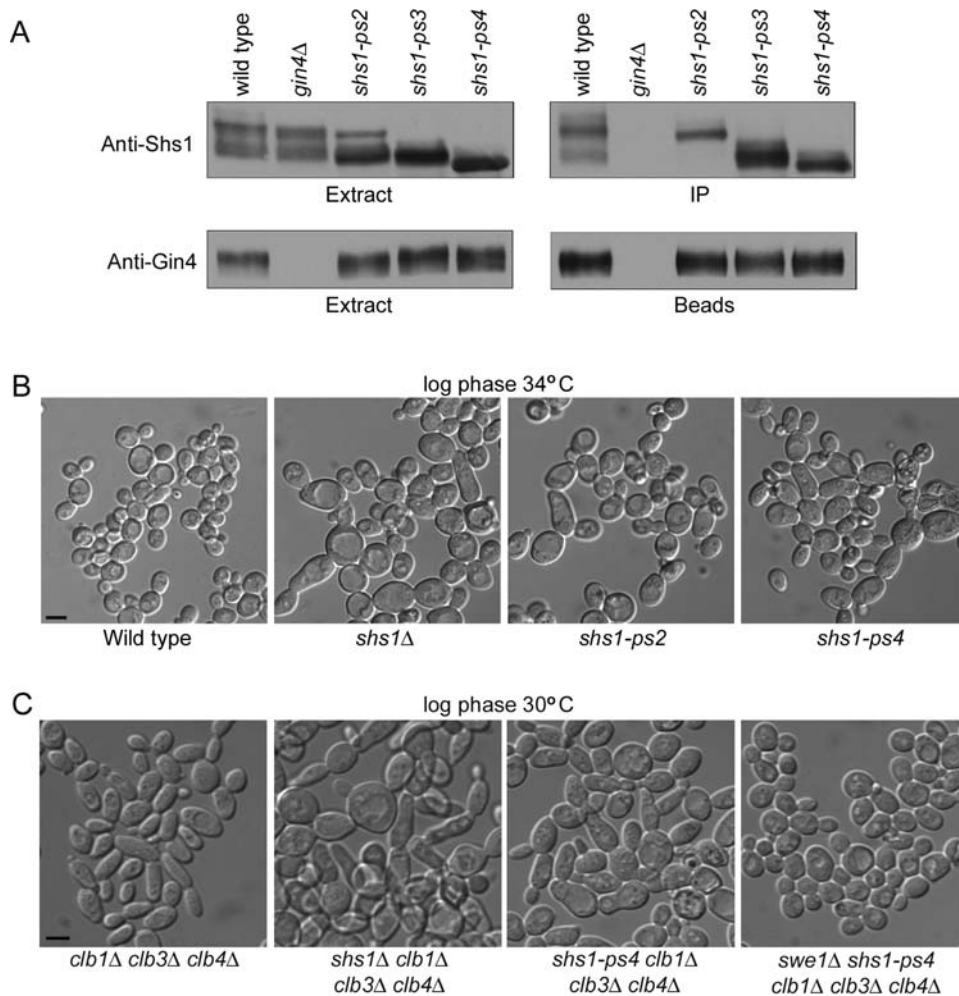 A
wild type
gin4Δ
shs1-ps2
shs1-ps3
shs1-ps4
wild type
gin4Δ
shs1-ps2
shs1-ps3
shs1-ps4
Anti-Shs1
Extract
IP
Anti-Gin4
Extract
Beads
B
log phase 34°C
Wild type
shs1Δ
shs1-ps2
shs1-ps4
C
log phase 30°C
clb1Δ clb3Δ clb4Δ
shs1Δ clb1Δ
clb3Δ clb4Δ
shs1-ps4 clb1Δ
clb3Δ clb4Δ
swe1Δ shs1-ps4
clb1Δ clb3Δ clb4Δ